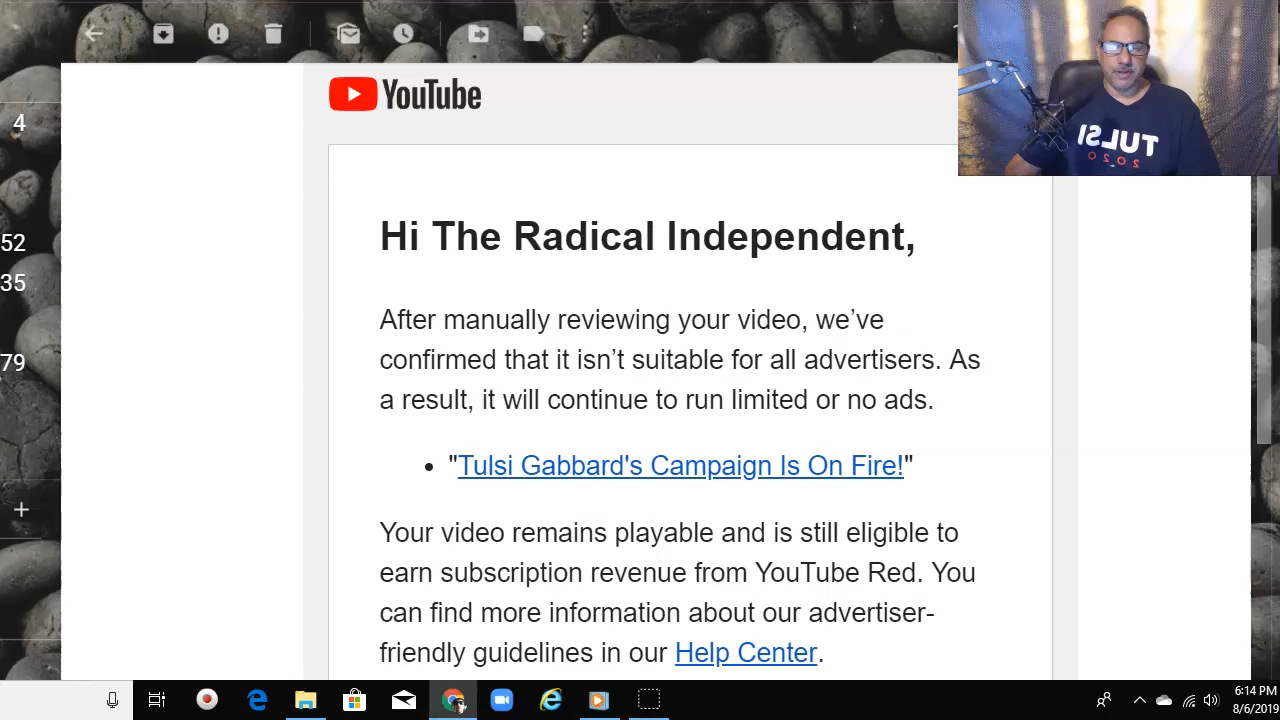 YouTube
TULSI
2020
4
Hi The Radical Independent,
52
35
After manually reviewing your video, we’ve
79
confirmed that it isn’t suitable for all advertisers. As
a result, it will continue to run limited or no ads.
• "Tulsi Gabbard's Campaign Is On Fire!"
Your video remains playable and is still eligible to
earn subscription revenue from YouTube Red. You
can find more information about our advertiser-
friendly guidelines in our Help Center.
6:14 PM
8/6/2019